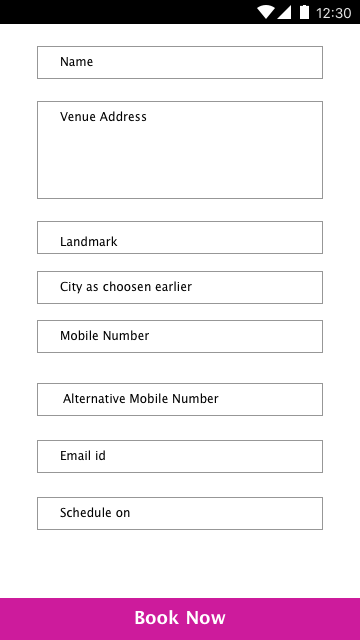 12:30
Name
Venue Address
Landmark
City as choosen earlier
Mobile Number
Alternative Mobile Number
Email id
Schedule on
Book Now